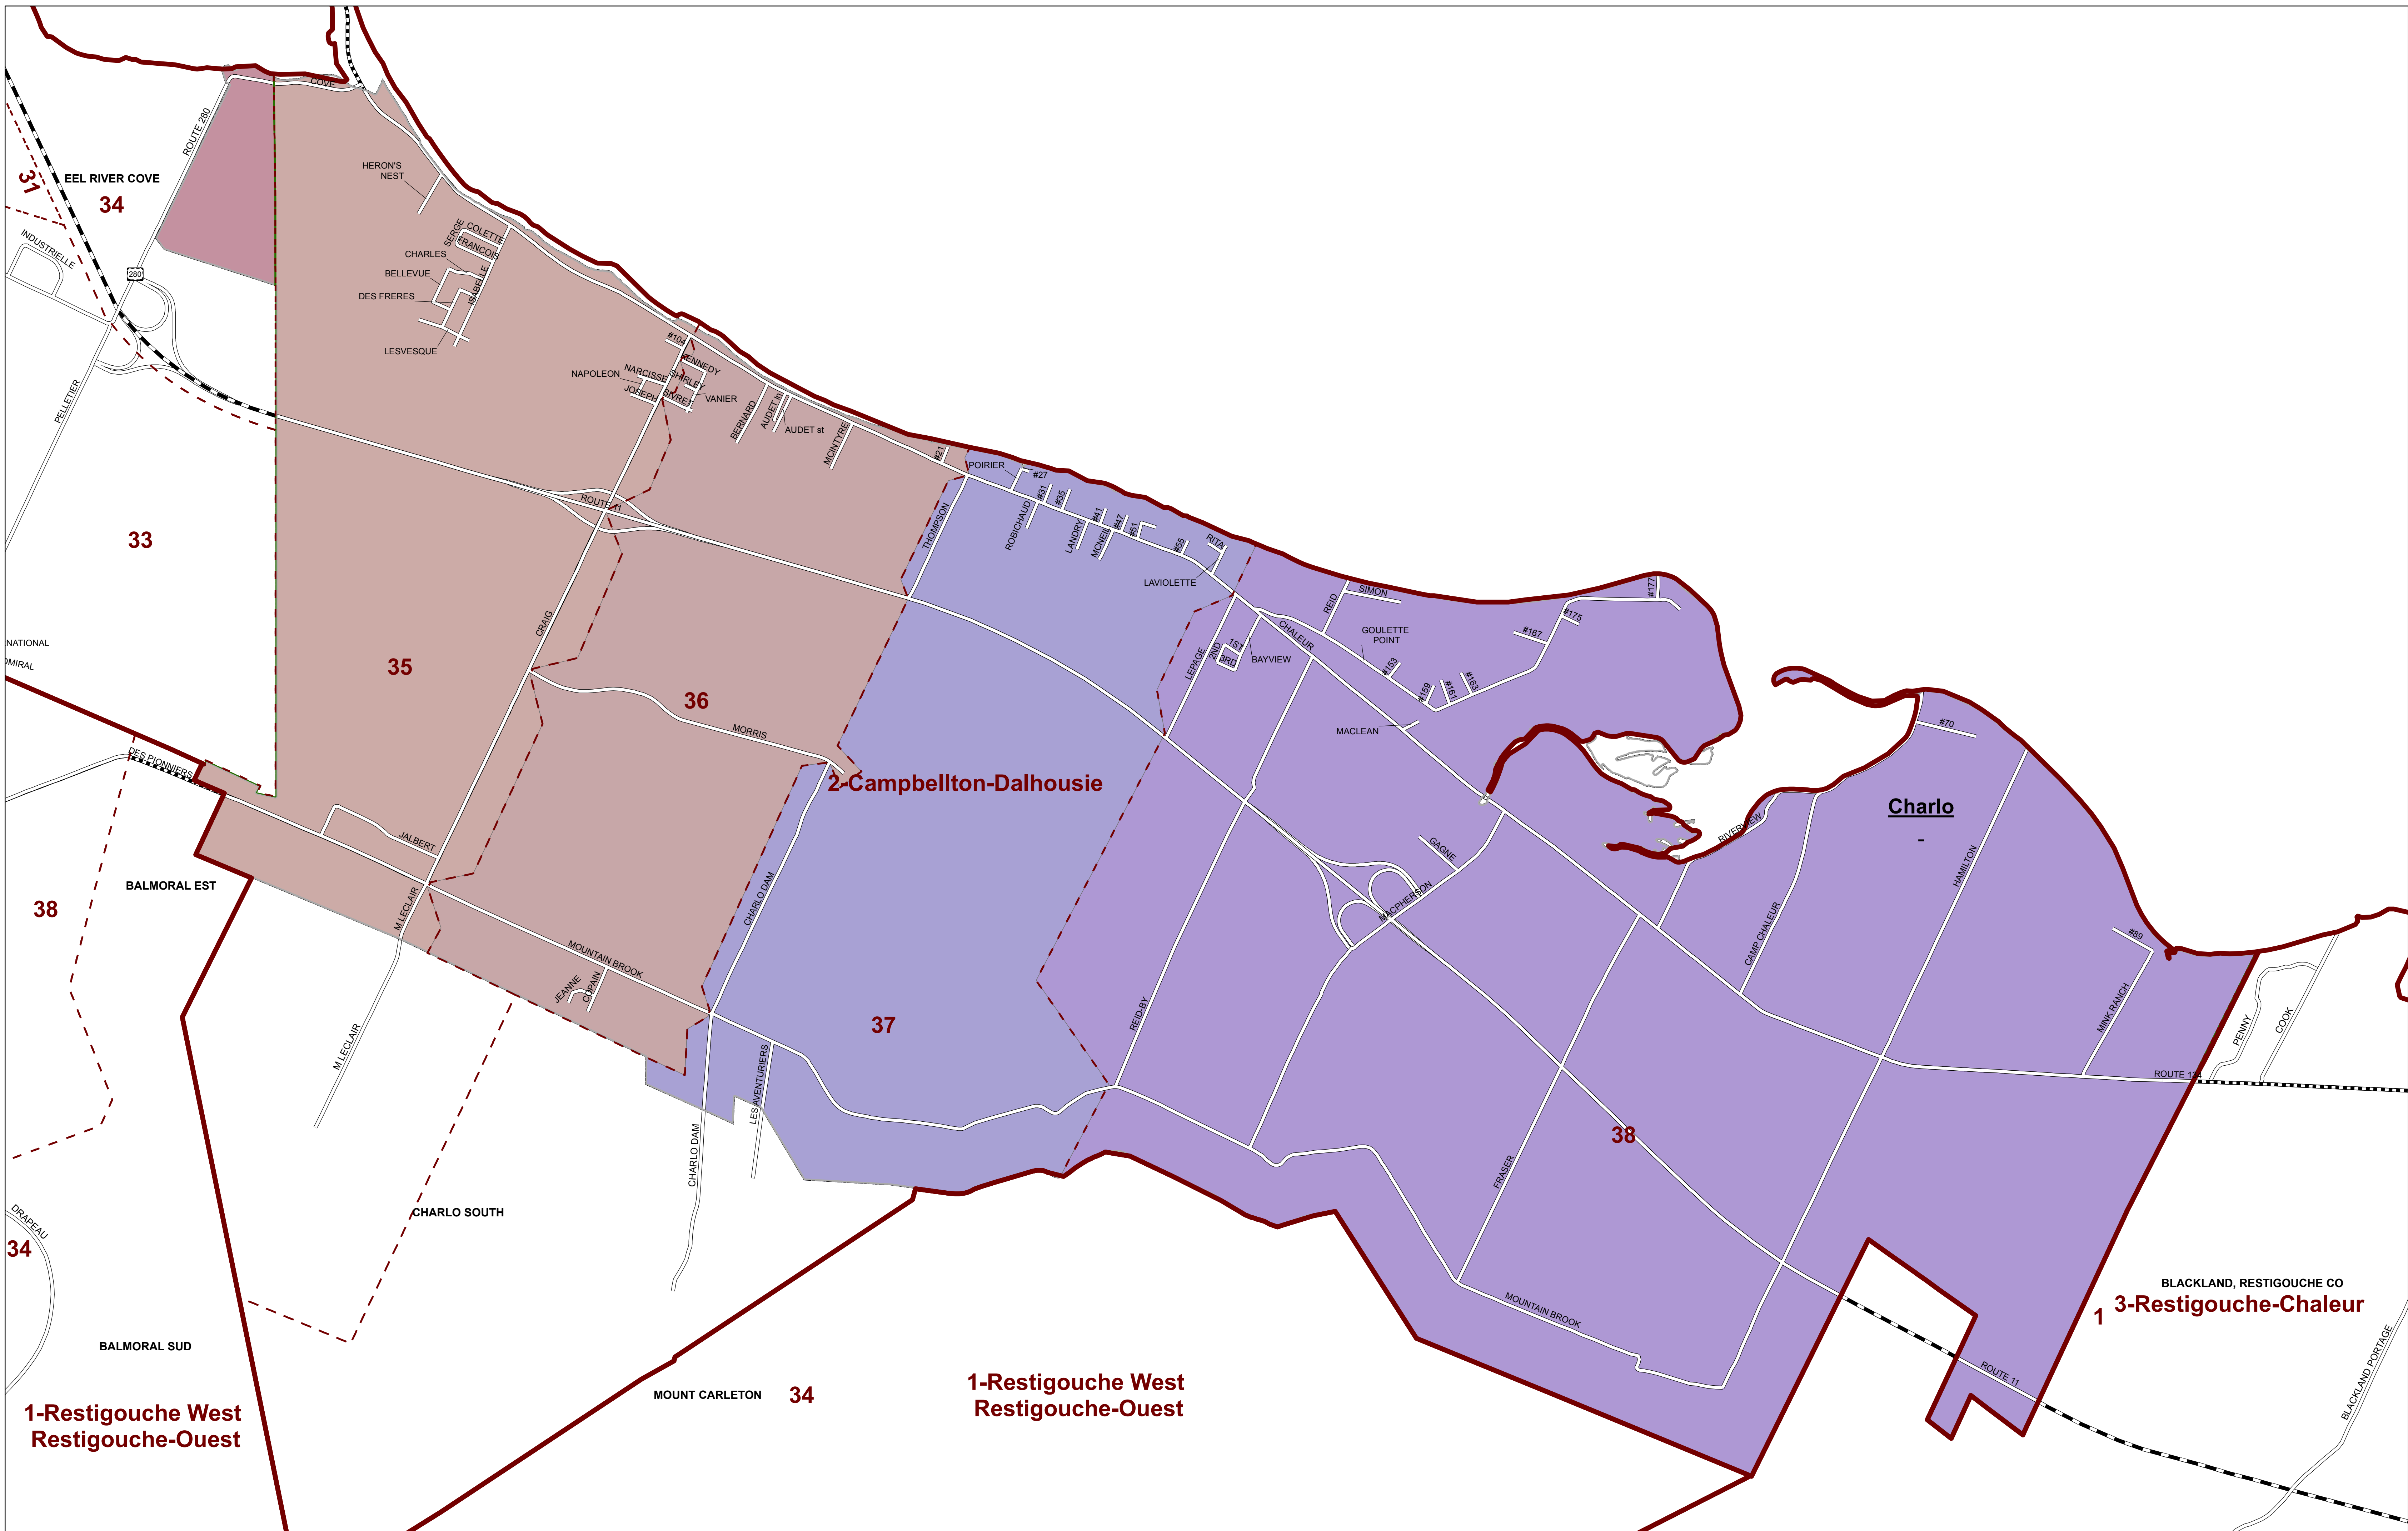 COVE
ROUTE 280
31
EEL RIVER COVE
34
HERON'S
NEST
INDUSTRIELLE
280
SERGE
COLETTE
FRANCOIS
CHARLES
BELLEVUE
ISABELLE
DES FRERES
LESVESQUE
PELLETIER
#104
KENNEDY
NAPOLEON
NARCISSE
SHIRLEY
JOSEPH
SIVRET
VANIER
BERNARD
AUDET ln
AUDET st
MCINTYRE
#21
POIRIER
#27
#31
#35
ROUTE 11
THOMPSON
ROBICHAUD
LANDRY
#41
MCNEIL
#47
#51
#55
RITA
LAVIOLETTE
33
SIMON
REID
#177
#175
#167
GOULETTE
POINT
CHALEUR
1ST
2ND
3RD
BAYVIEW
LEPAGE
#153
#159
#161
#163
NATIONAL
CRAIG
35
36
MORRIS
MACLEAN
#70
DES PIONNIERS
2-Campbellton-Dalhousie
Charlo
-
RIVERVIEW
JALBERT
GAGNE
HAMILTON
BALMORAL EST
38
M LECLAIR
CHARLO DAM
MACPHERSON
CAMP CHALEUR
#89
MOUNTAIN BROOK
JEANNE
COPAIN
REID-BY
MINK RANCH
PENNY
COOK
37
M LECLAIR
LES AVENTURIERS
ROUTE 134
38
CHARLO DAM
FRASER
CHARLO SOUTH
DRAPEAU
34
BLACKLAND, RESTIGOUCHE CO
1
3-Restigouche-Chaleur
MOUNTAIN BROOK
BALMORAL SUD
ROUTE 11
BLACKLAND PORTAGE
MOUNT CARLETON
34
1-Restigouche West
Restigouche-Ouest
1-Restigouche West
Restigouche-Ouest